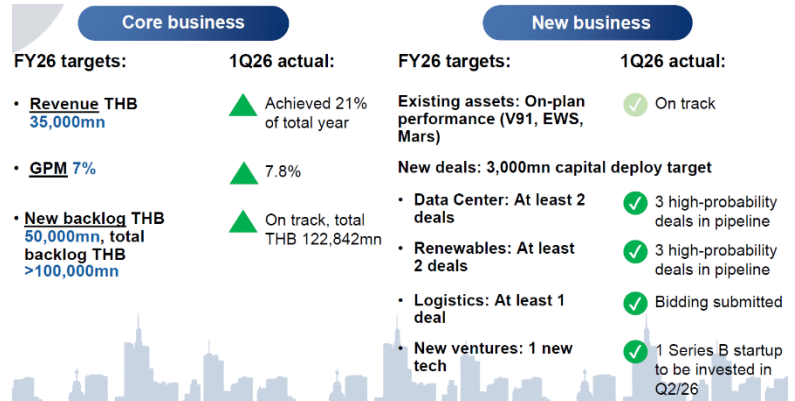 Core business
FY26 targets:
1Q26 actual:
• Revenue THB
35,000mn
Achieved 21%
of total year
• GPM 7%
7.8%
• New backlog THB
50,000mn, total
backlog THB
>100,000mn
On track, total
THB 122,842mn
New business
FY26 targets:
1Q26 actual:
Existing assets: On-plan
performance (V91, EWS,
Mars)
On track
New deals: 3,000mn capital deploy target
• Data Center: At least 2
deals
3 high-probability
deals in pipeline
• Renewables: At least
2 deals
3 high-probability
deals in pipeline
• Logistics: At least 1
deal
Bidding submitted
• New ventures: 1 new
tech
1 Series B startup
to be invested in
Q2/26